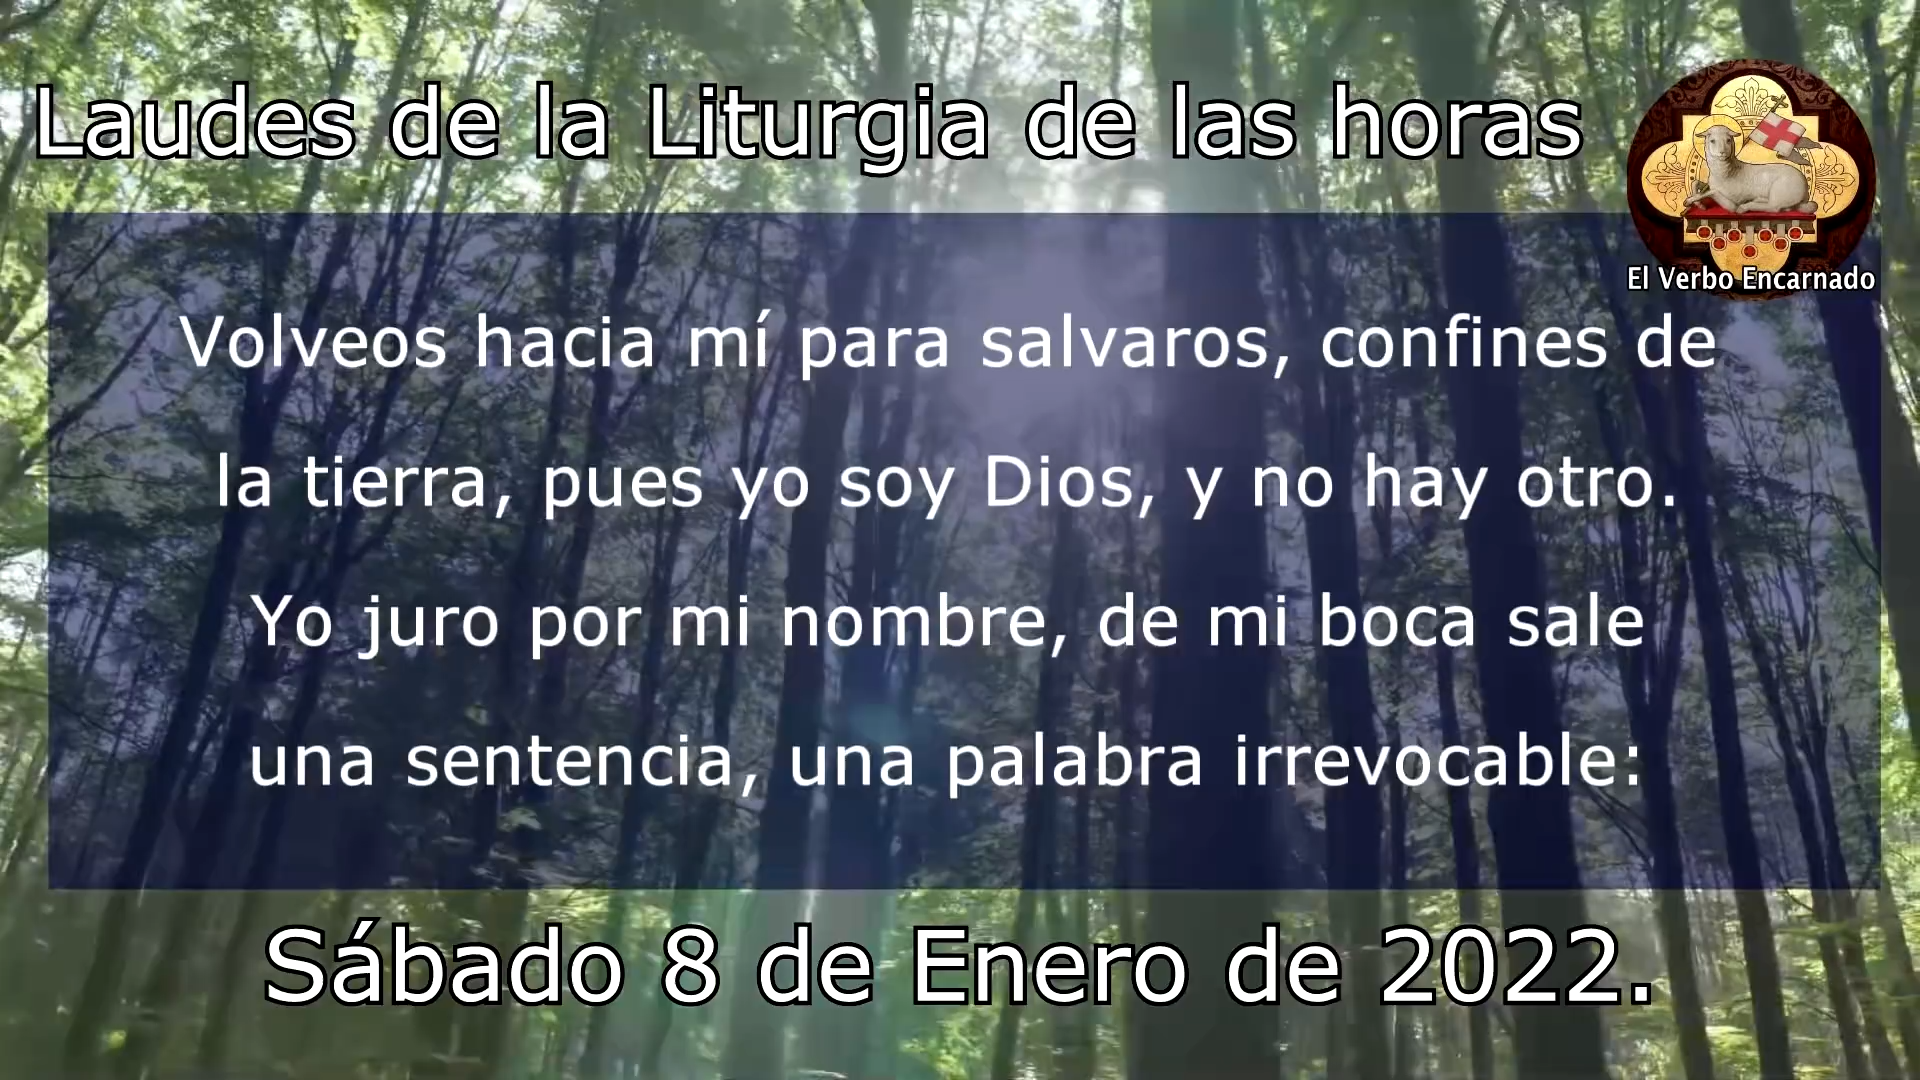 Laudes de la Liturgia de las horas
El Verbo Encarnado
Volveos hacia mí para salvaros, confines de
la tierra, pues yo soy Dios, y no hay otro.
Yo juro por mi nombre, de mi boca sale
una sentencia, una palabra irrevocable:
Sábado 8 de Enero de 2022.